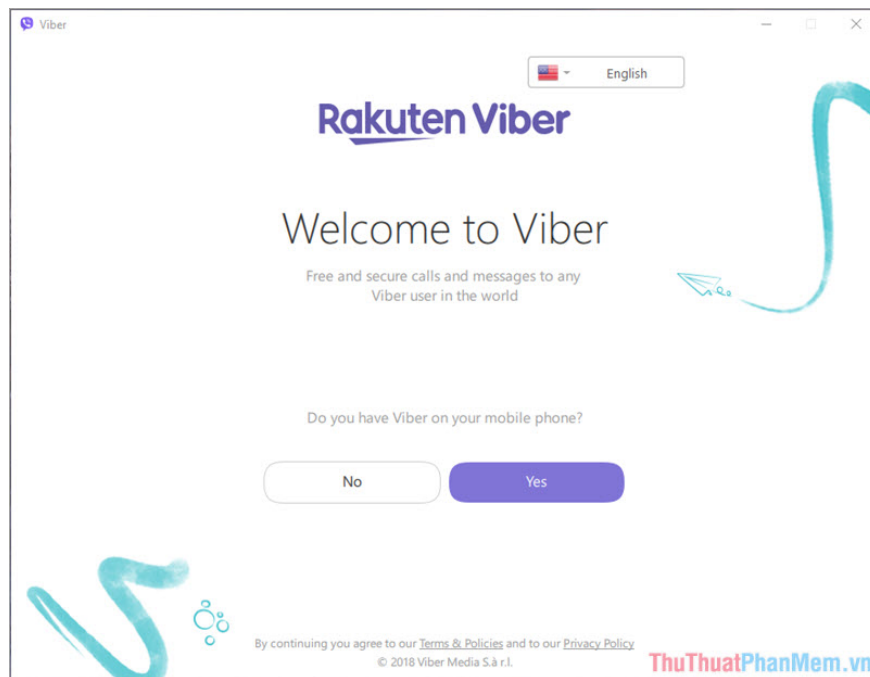 Viber
English
Rakuten Viber
Welcome to Viber
Free and secure calls and messages to any
Viber user in the world
Do you have Viber on your mobile phone?
No
Yes
By continuing you agree to our Terms & Policies and to our Privacy Policy
© 2018 Viber Media S.à r.l.
ThuThuatPhanMem.vn